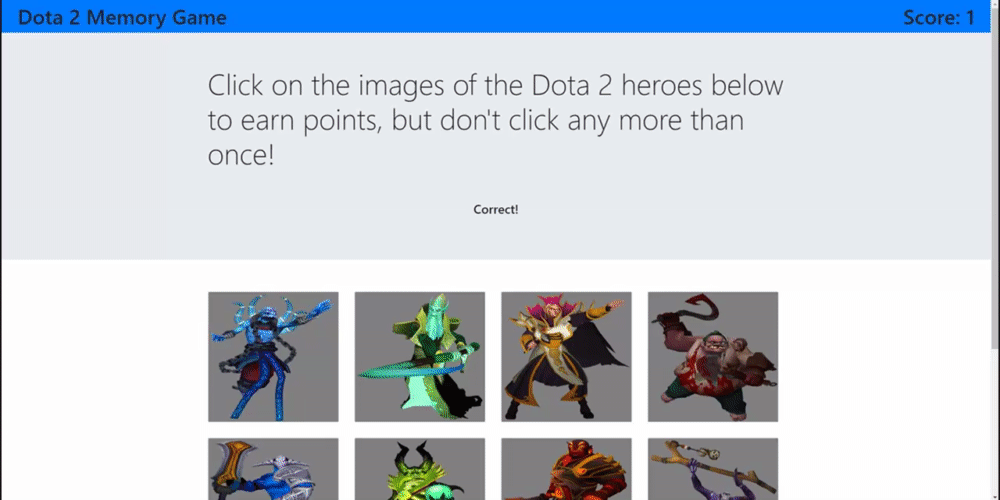 Dota 2 Memory Game
Score: 1
Click on the images of the Dota 2 heroes below
to earn points, but don't click any more than
once!
Correct!